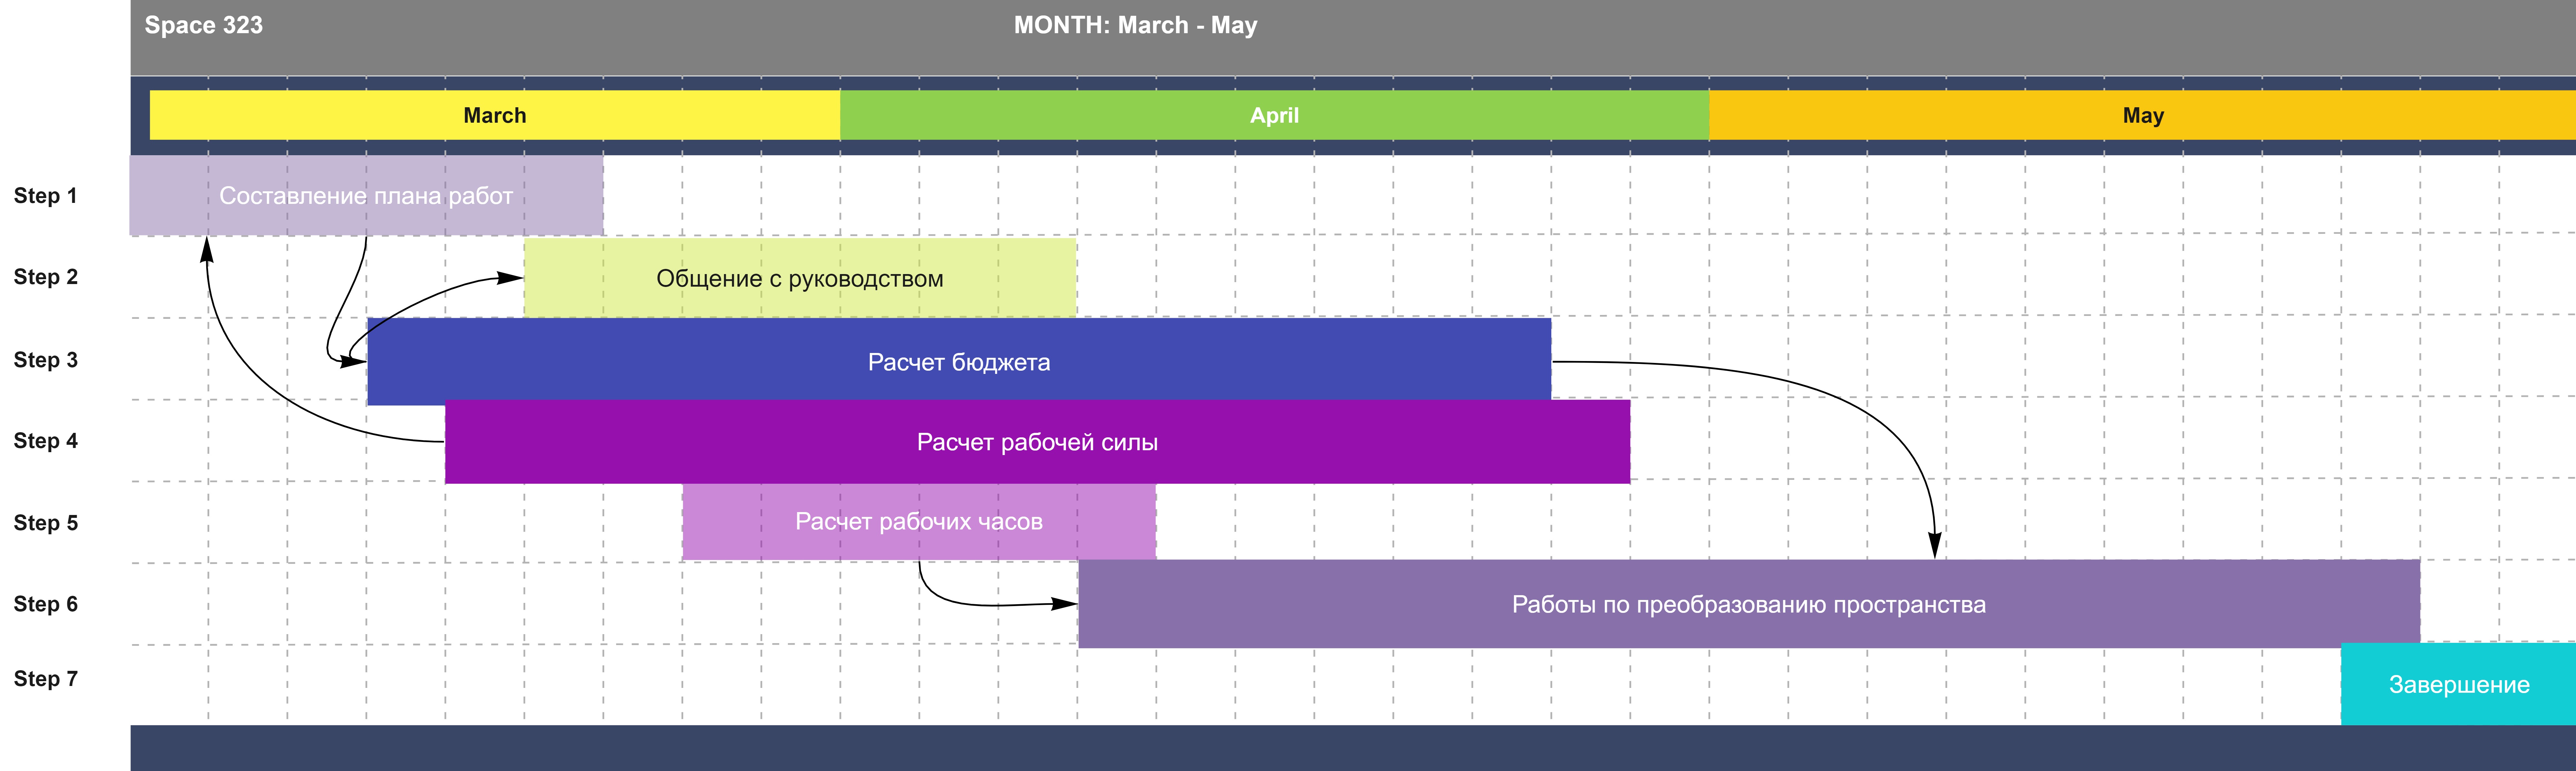 Space 323
MONTH: March - May
March
April
May
Step 1
Составление плана работ
Step 2
Общение с руководством
Step 3
Расчет бюджета
Step 4
Расчет рабочей силы
Step 5
Расчет рабочих часов
Step 6
Работы по преобразованию пространства
Step 7
Завершение